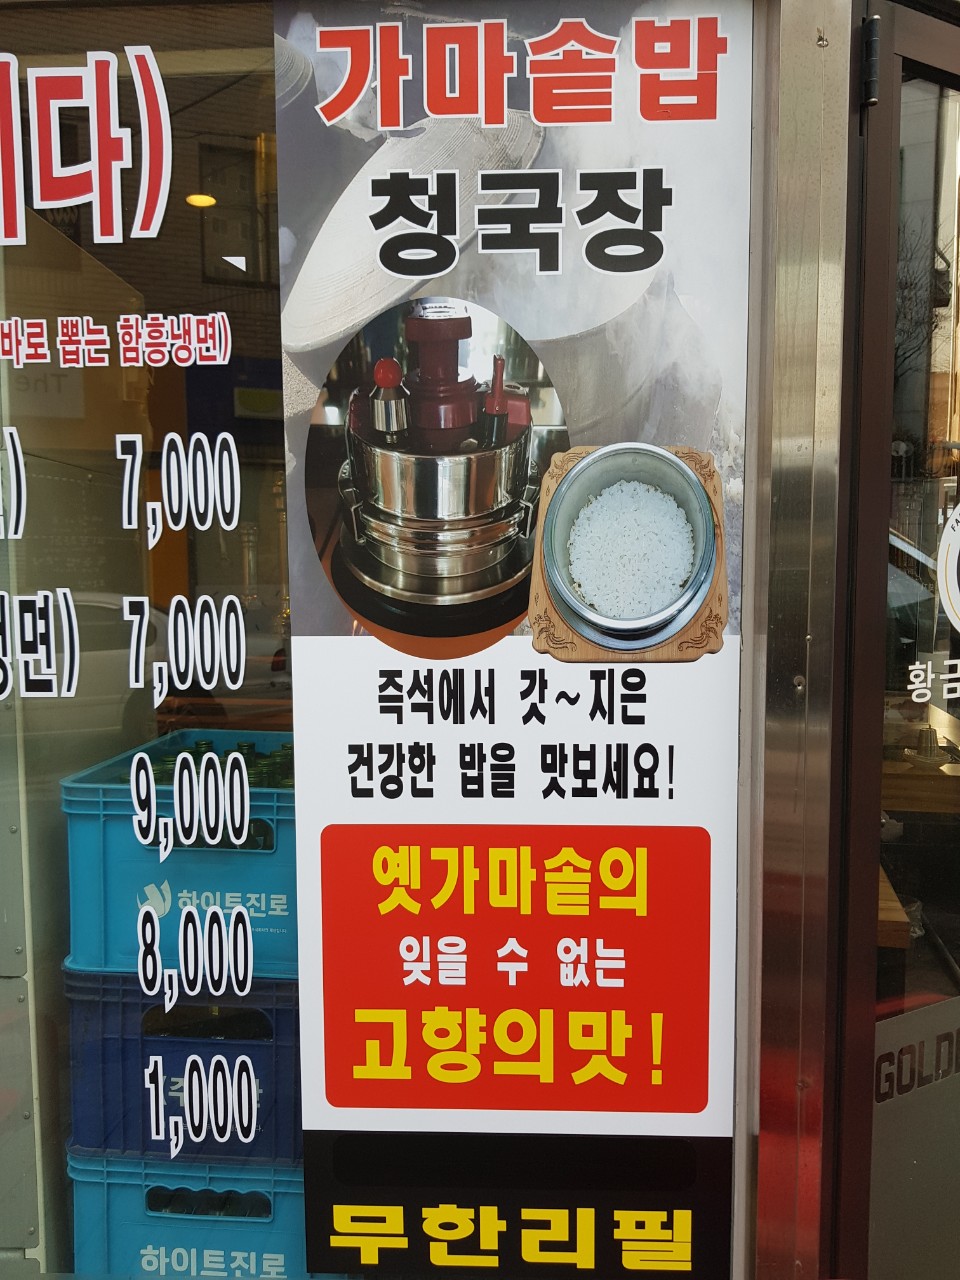 가마솥밥
청국장
즉석에서 갓~지은
건강한 밥을 맛보세요!
옛가마솥의
잊을 수 없는
고향의맛!
무한리필
다)
바로 뽑는 함흥냉면)
7,000
면) 7,000
9,000
8,000
1,000
하이트진로
하이트진로
황금
GOLD